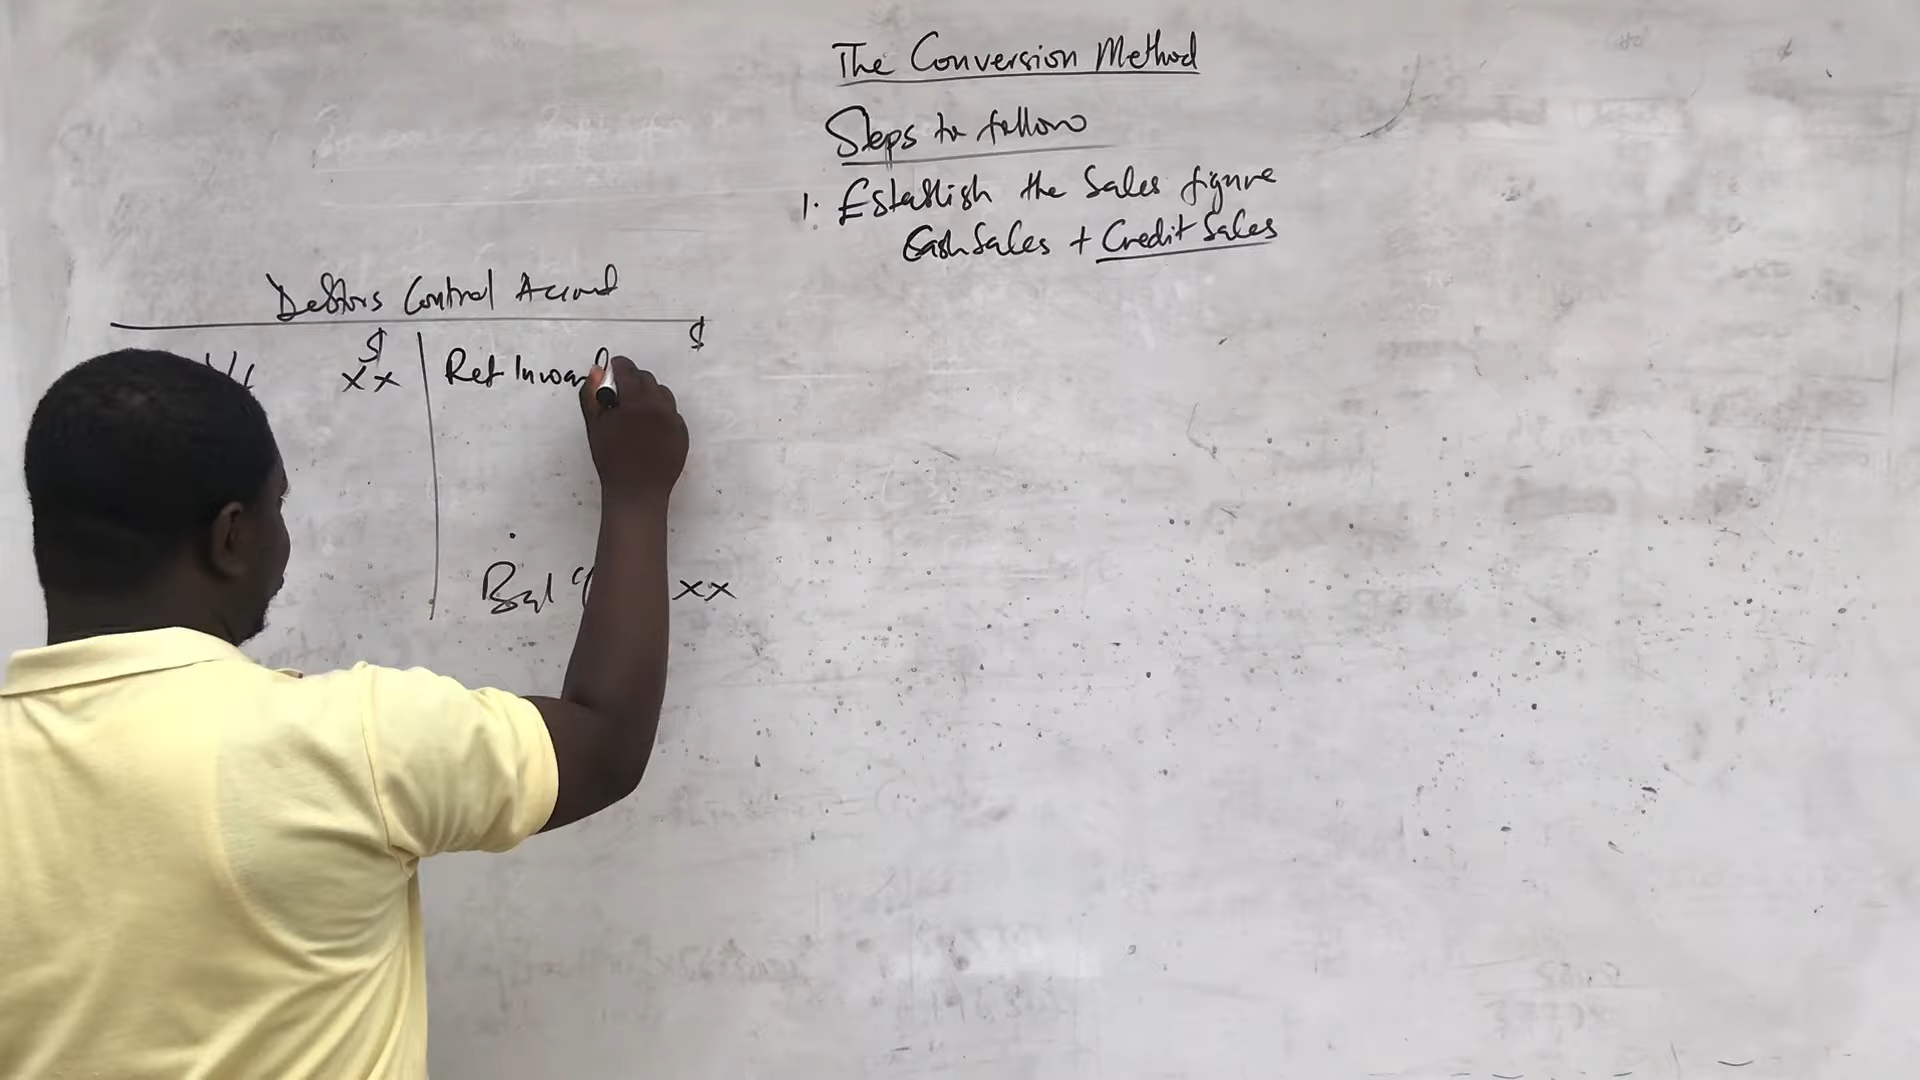 The Conversion Method
Steps to follow
1. Establish the Sales figure
Cash Sales + Credit Sales
Debtors Control Account
$ $
xx Ret Inward
Bal xx